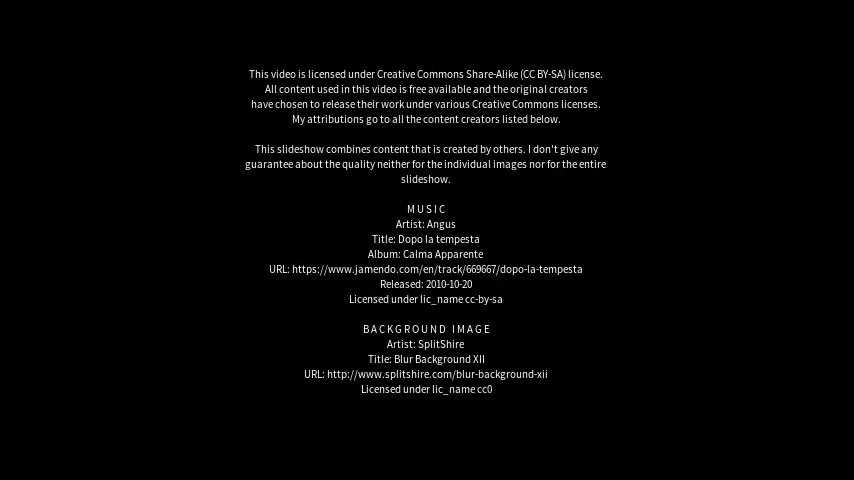 This video is licensed under Creative Commons Share-Alike (CC BY-SA) license.
All content used in this video is free available and the original creators
have chosen to release their work under various Creative Commons licenses.
My attributions go to all the content creators listed below.
This slideshow combines content that is created by others. I don't give any
guarantee about the quality neither for the individual images nor for the entire
slideshow.
MUSIC
Artist: Angus
Title: Dopo la tempesta
Album: Calma Apparente
URL: https://www.jamendo.com/en/track/669667/dopo-la-tempesta
Released: 2010-10-20
Licensed under lic_name cc-by-sa
BACKGROUND IMAGE
Artist: SplitShire
Title: Blur Background XII
URL: http://www.splitshire.com/blur-background-xii
Licensed under lic_name cc0